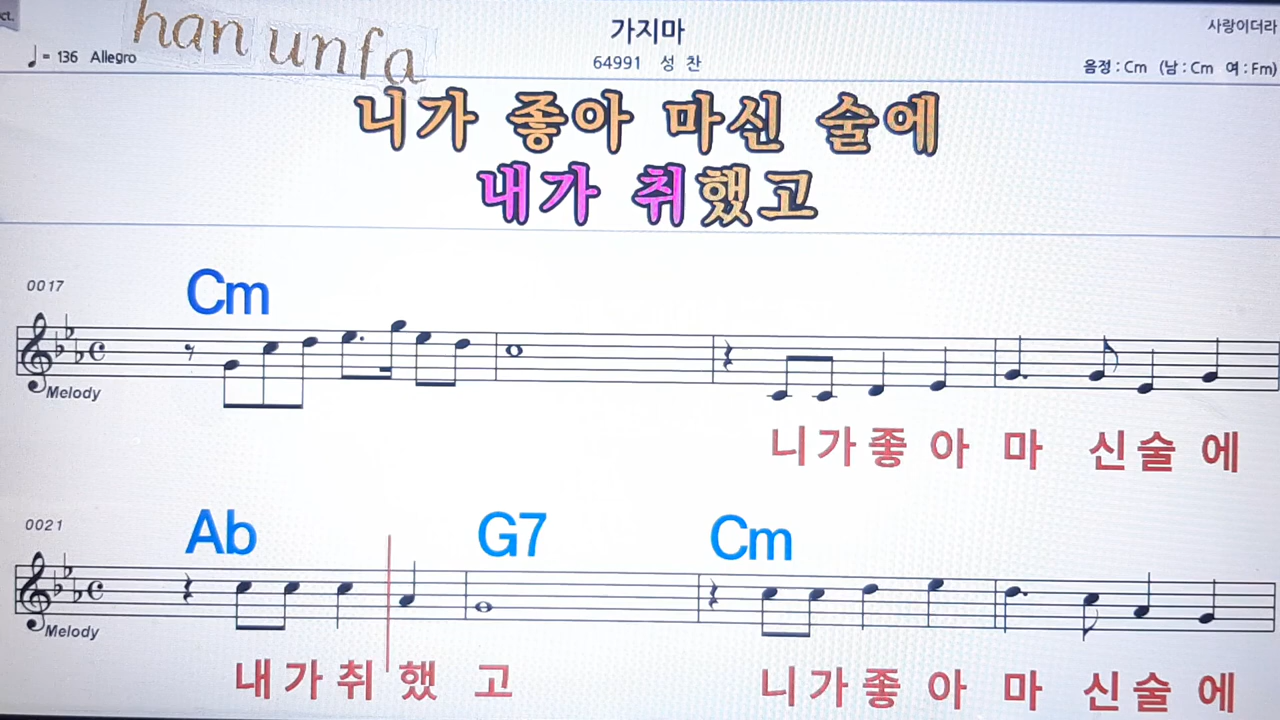 ct.
han unfa
가지마
사랑이더라
♩= 136 Allegro
64991 성 찬
음정 : Cm (남 : Cm 여 : Fm)
니가 좋아 마신 술에
내가 취했고
0017
Cm
Melody
니 가 좋 아 마 신 술 에
0021
Ab G7 Cm
Melody
내 가 취 했 고 니 가 좋 아 마 신 술 에